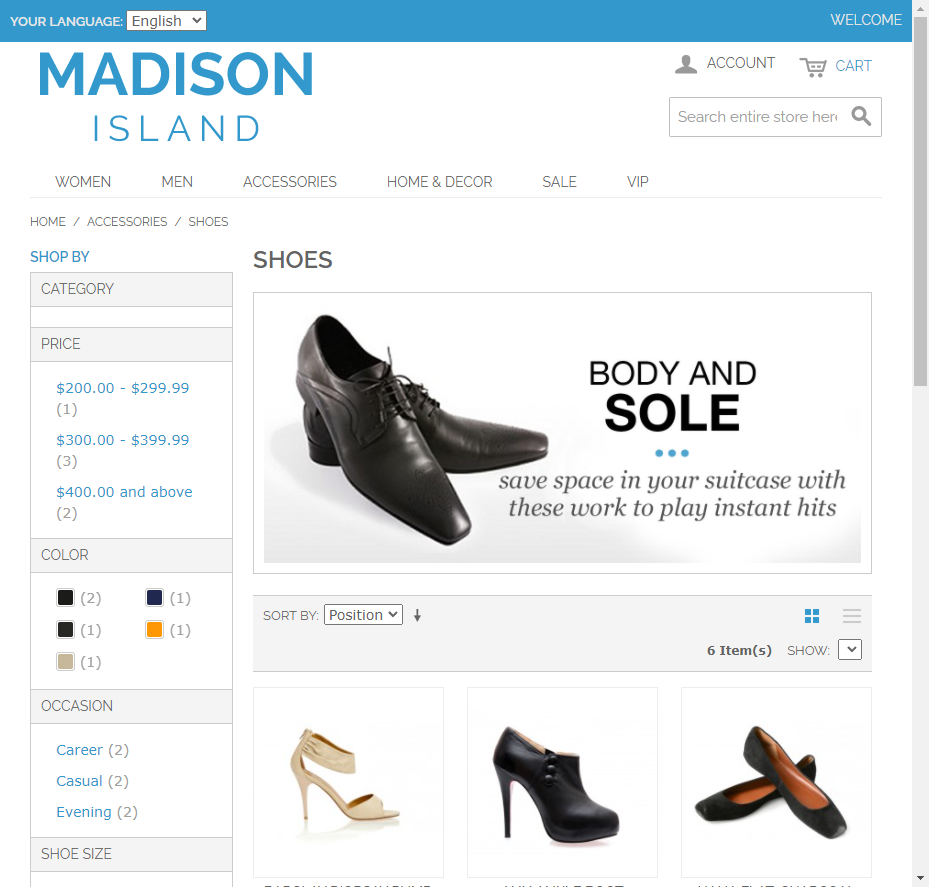 YOUR LANGUAGE: English
WELCOME
MADISON
ISLAND
ACCOUNT
CART
Search entire store here
WOMEN MEN ACCESSORIES HOME & DECOR SALE VIP
HOME / ACCESSORIES / SHOES
SHOP BY
CATEGORY
PRICE
$200.00 - $299.99
(1)
$300.00 - $399.99
(3)
$400.00 and above
(2)
COLOR
(2) (1)
(1) (1)
(1)
OCCASION
Career (2)
Casual (2)
Evening (2)
SHOE SIZE
SHOES
BODY AND
SOLE
save space in your suitcase with
these work to play instant hits
SORT BY: Position
6 Item(s) SHOW: